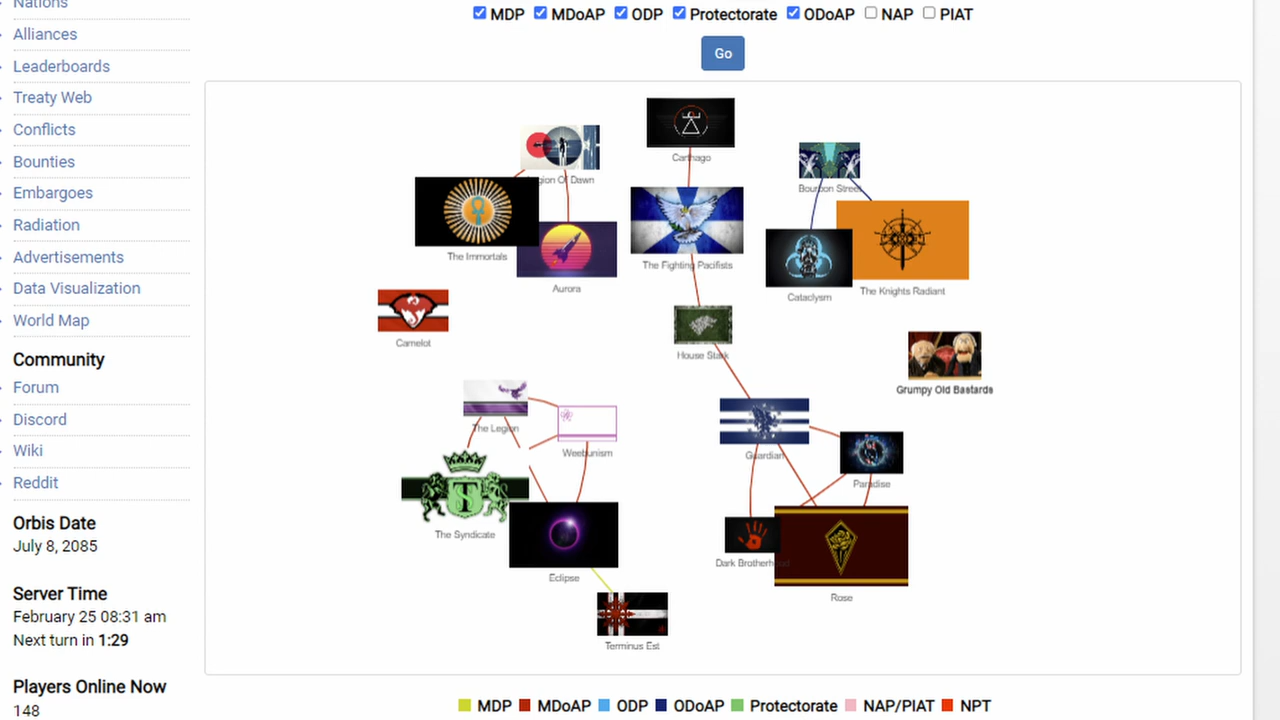 Nations
Alliances
Leaderboards
Treaty Web
Conflicts
Bounties
Embargoes
Radiation
Advertisements
Data Visualization
World Map
Community
Forum
Discord
Wiki
Reddit
Orbis Date
July 8, 2085
Server Time
February 25 08:31 am
Next turn in 1:29
Players Online Now
148
MDP MDoAP ODP Protectorate ODoAP NAP PIAT
Go
Carthago
gion Of Dawn
Bourbon Street
The Immortals
The Fighting Pacifists
Aurora
Cataclysm
The Knights Radiant
Camelot
House Stark
Grumpy Old Bastards
The Legion
Weebunism
Guardian
Paradise
The Syndicate
Dark Brotherhood
Eclipse
Rose
Terminus Est
MDP MDoAP ODP ODoAP Protectorate NAP/PIAT NPT